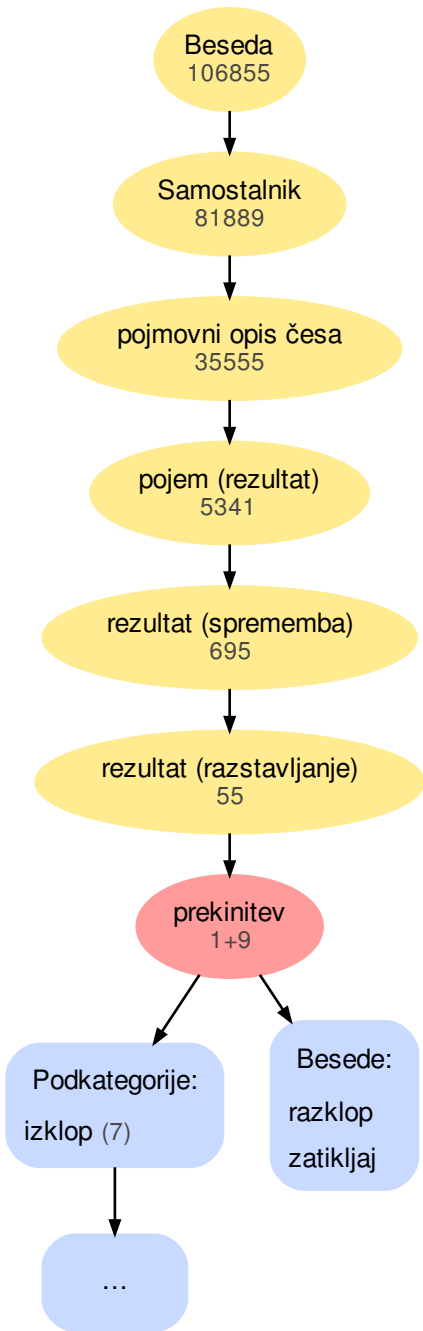 Beseda
106855
Samostalnik
81889
pojmovni opis česa
35555
pojem (rezultat)
5341
rezultat (sprememba)
695
rezultat (razstavljanje)
55
prekinitev
1+9
Podkategorije:
izklop (7)
Besede:
razklop
zatikljaj
...